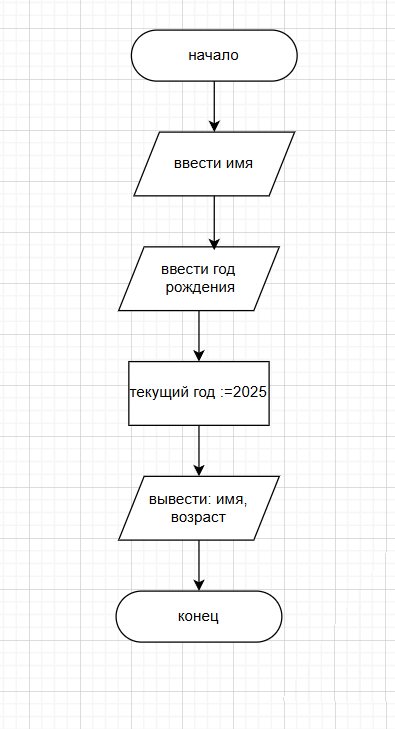 начало
ввести имя
ввести год
рождения
текущий год :=2025
вывести: имя,
возраст
конец